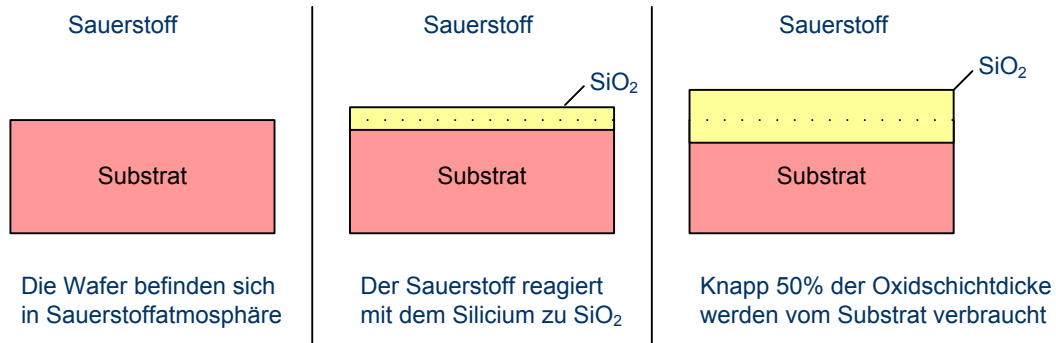 Sauerstoff
Substrat
Die Wafer befinden sich
in Sauerstoffatmosphäre
Sauerstoff
SiO₂
Substrat
Der Sauerstoff reagiert
mit dem Silicium zu SiO₂
Sauerstoff
SiO₂
Substrat
Knapp 50% der Oxidschichtdicke
werden vom Substrat verbraucht